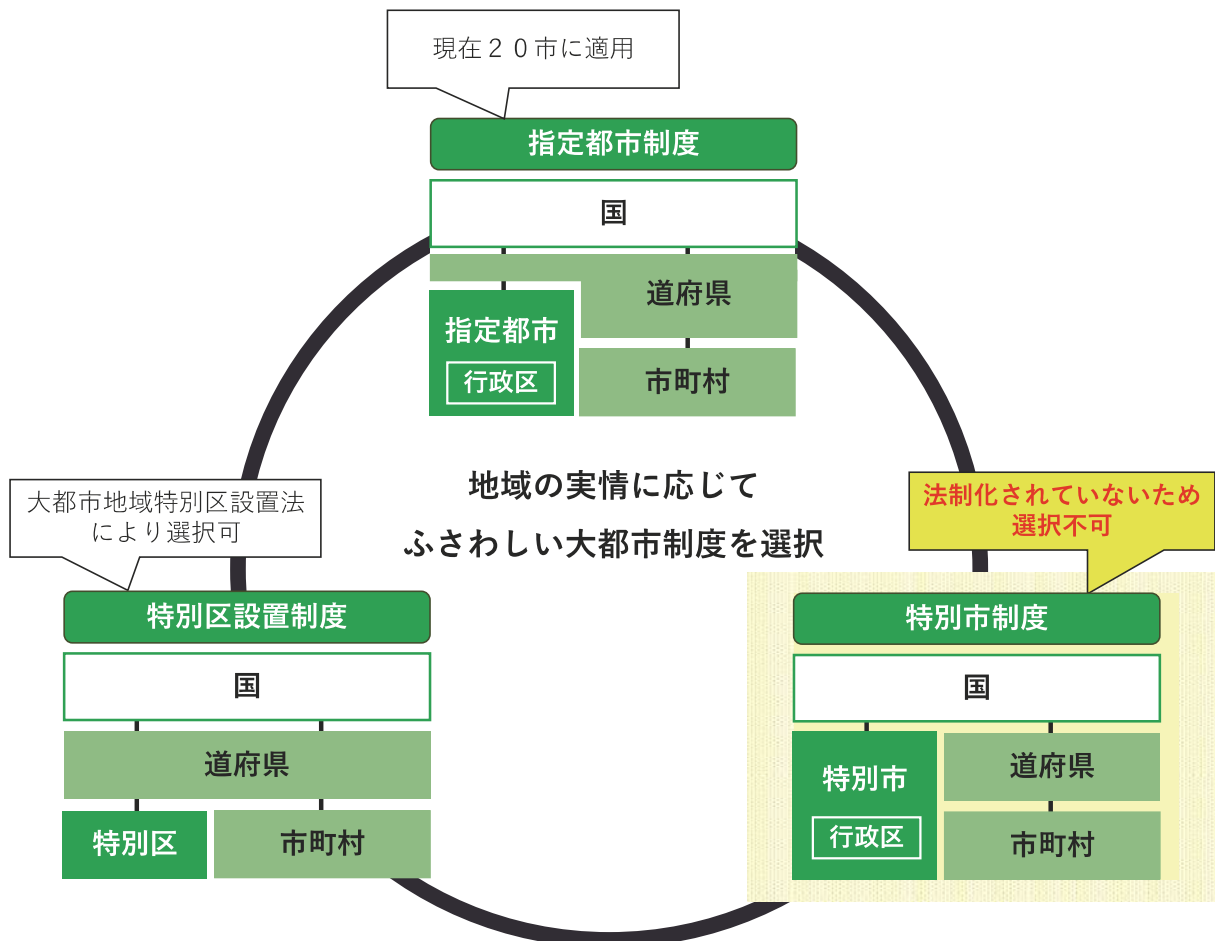 現在２０市に適用
指定都市制度
国
道府県
指定都市
行政区
市町村
地域の実情に応じて
ふさわしい大都市制度を選択
大都市地域特別区設置法
により選択可
特別区設置制度
国
道府県
特別区
市町村
法制化されていないため
選択不可
特別市制度
国
特別市
行政区
道府県
市町村